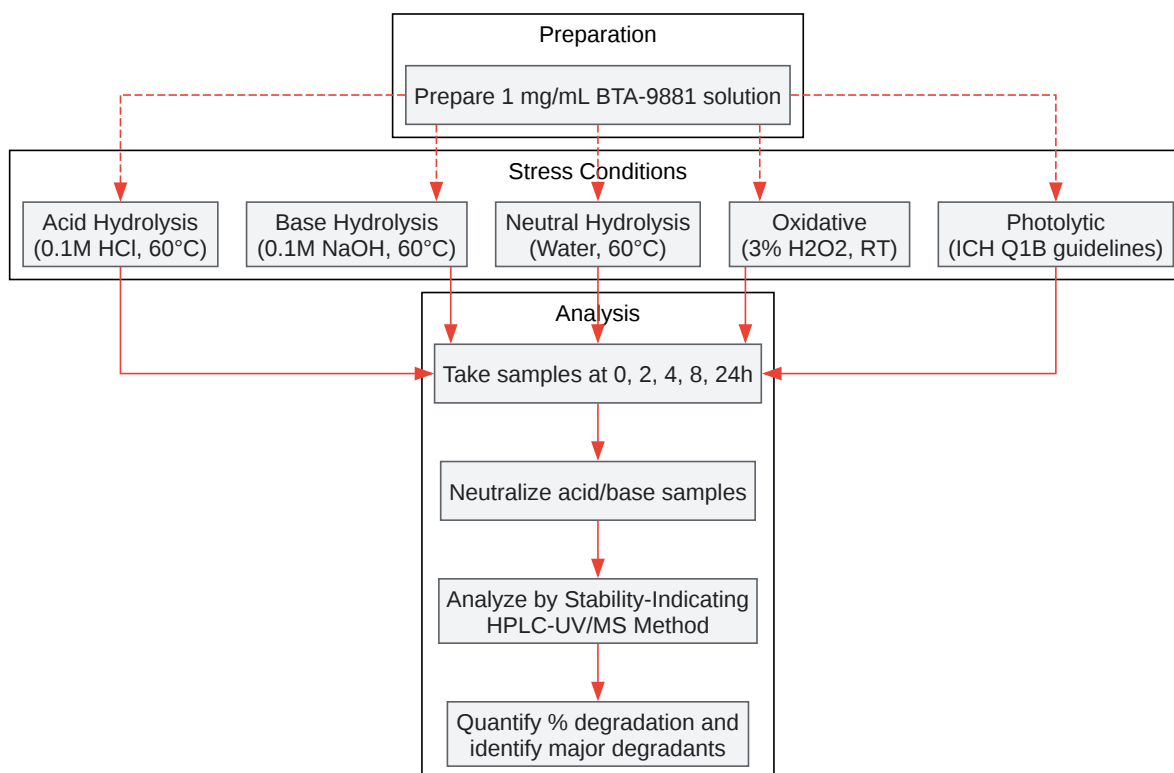 Preparation
Prepare 1 mg/mL BTA-9881 solution
Stress Conditions
Acid Hydrolysis
(0.1M HCl, 60°C)
Base Hydrolysis
(0.1M NaOH, 60°C)
Neutral Hydrolysis
(Water, 60°C)
Oxidative
(3% H2O2, RT)
Photolytic
(ICH Q1B guidelines)
Analysis
Take samples at 0, 2, 4, 8, 24h
Neutralize acid/base samples
Analyze by Stability-Indicating
HPLC-UV/MS Method
Quantify % degradation and
identify major degradants